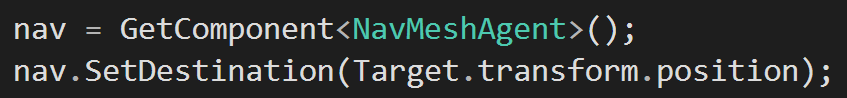 nav = GetComponent<NavMeshAgent>();
nav.SetDestination(Target.transform.position);